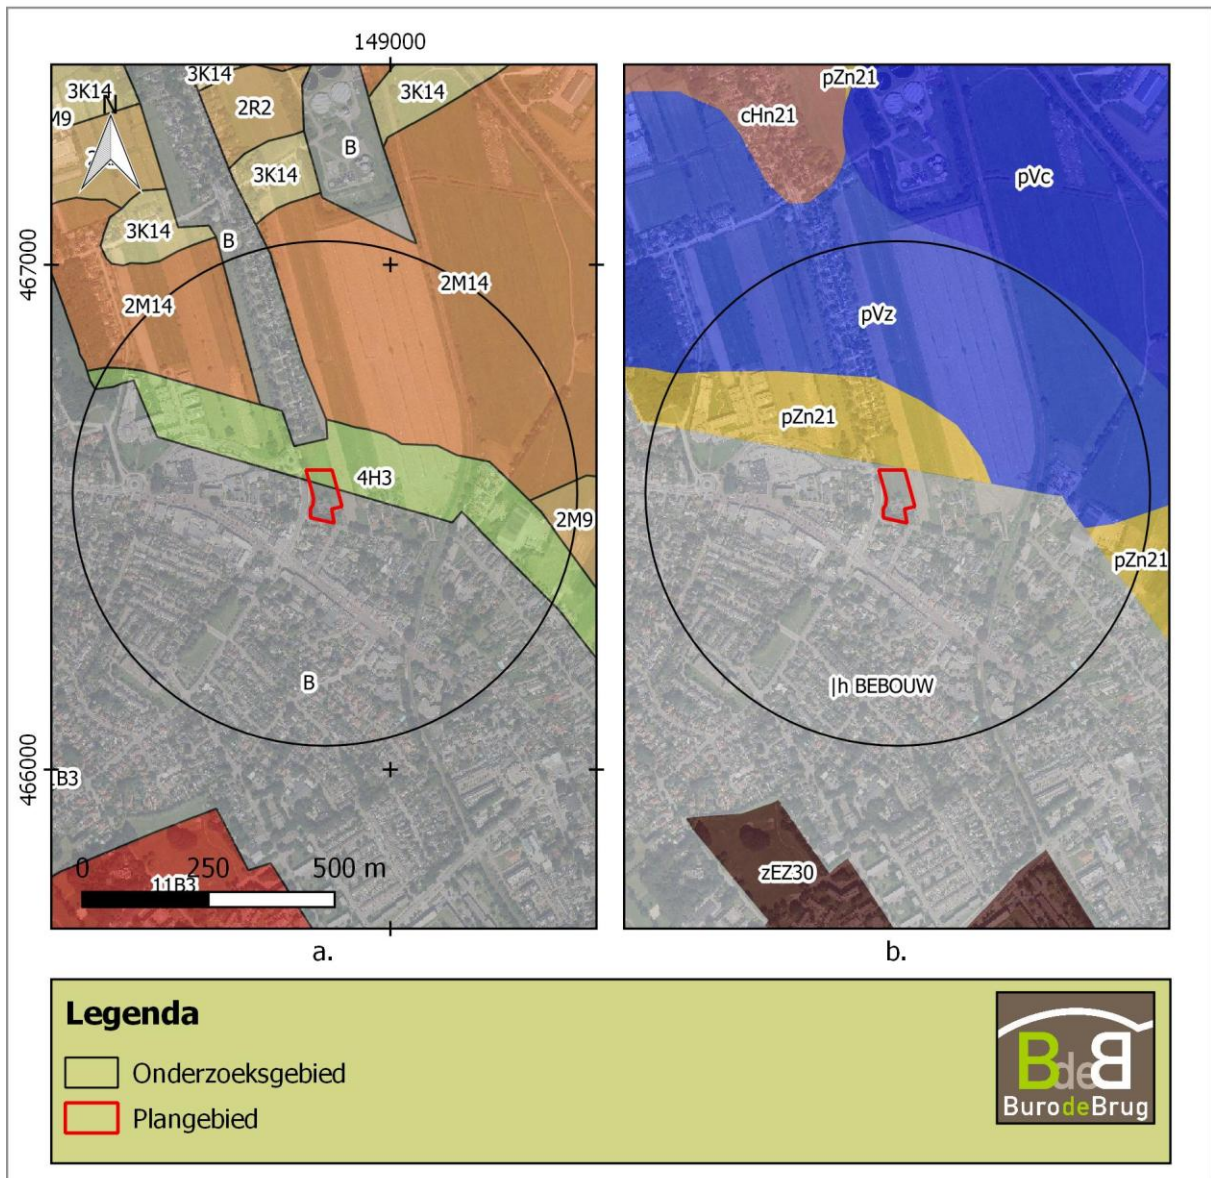 149000
467000
466000
3K14
3K14
2R2
3K14
N
M9
B
3K14
3K14
B
2M14
2M14
4H3
2M9
B
B3
11B3
0 250 500 m
a.
pZn21
cHn21
pVc
pVz
pZn21
pZn21
|h BEBOUW
zEZ30
b.
Legenda
Onderzoeksgebied
Plangebied
BdeB
BurodeBrug